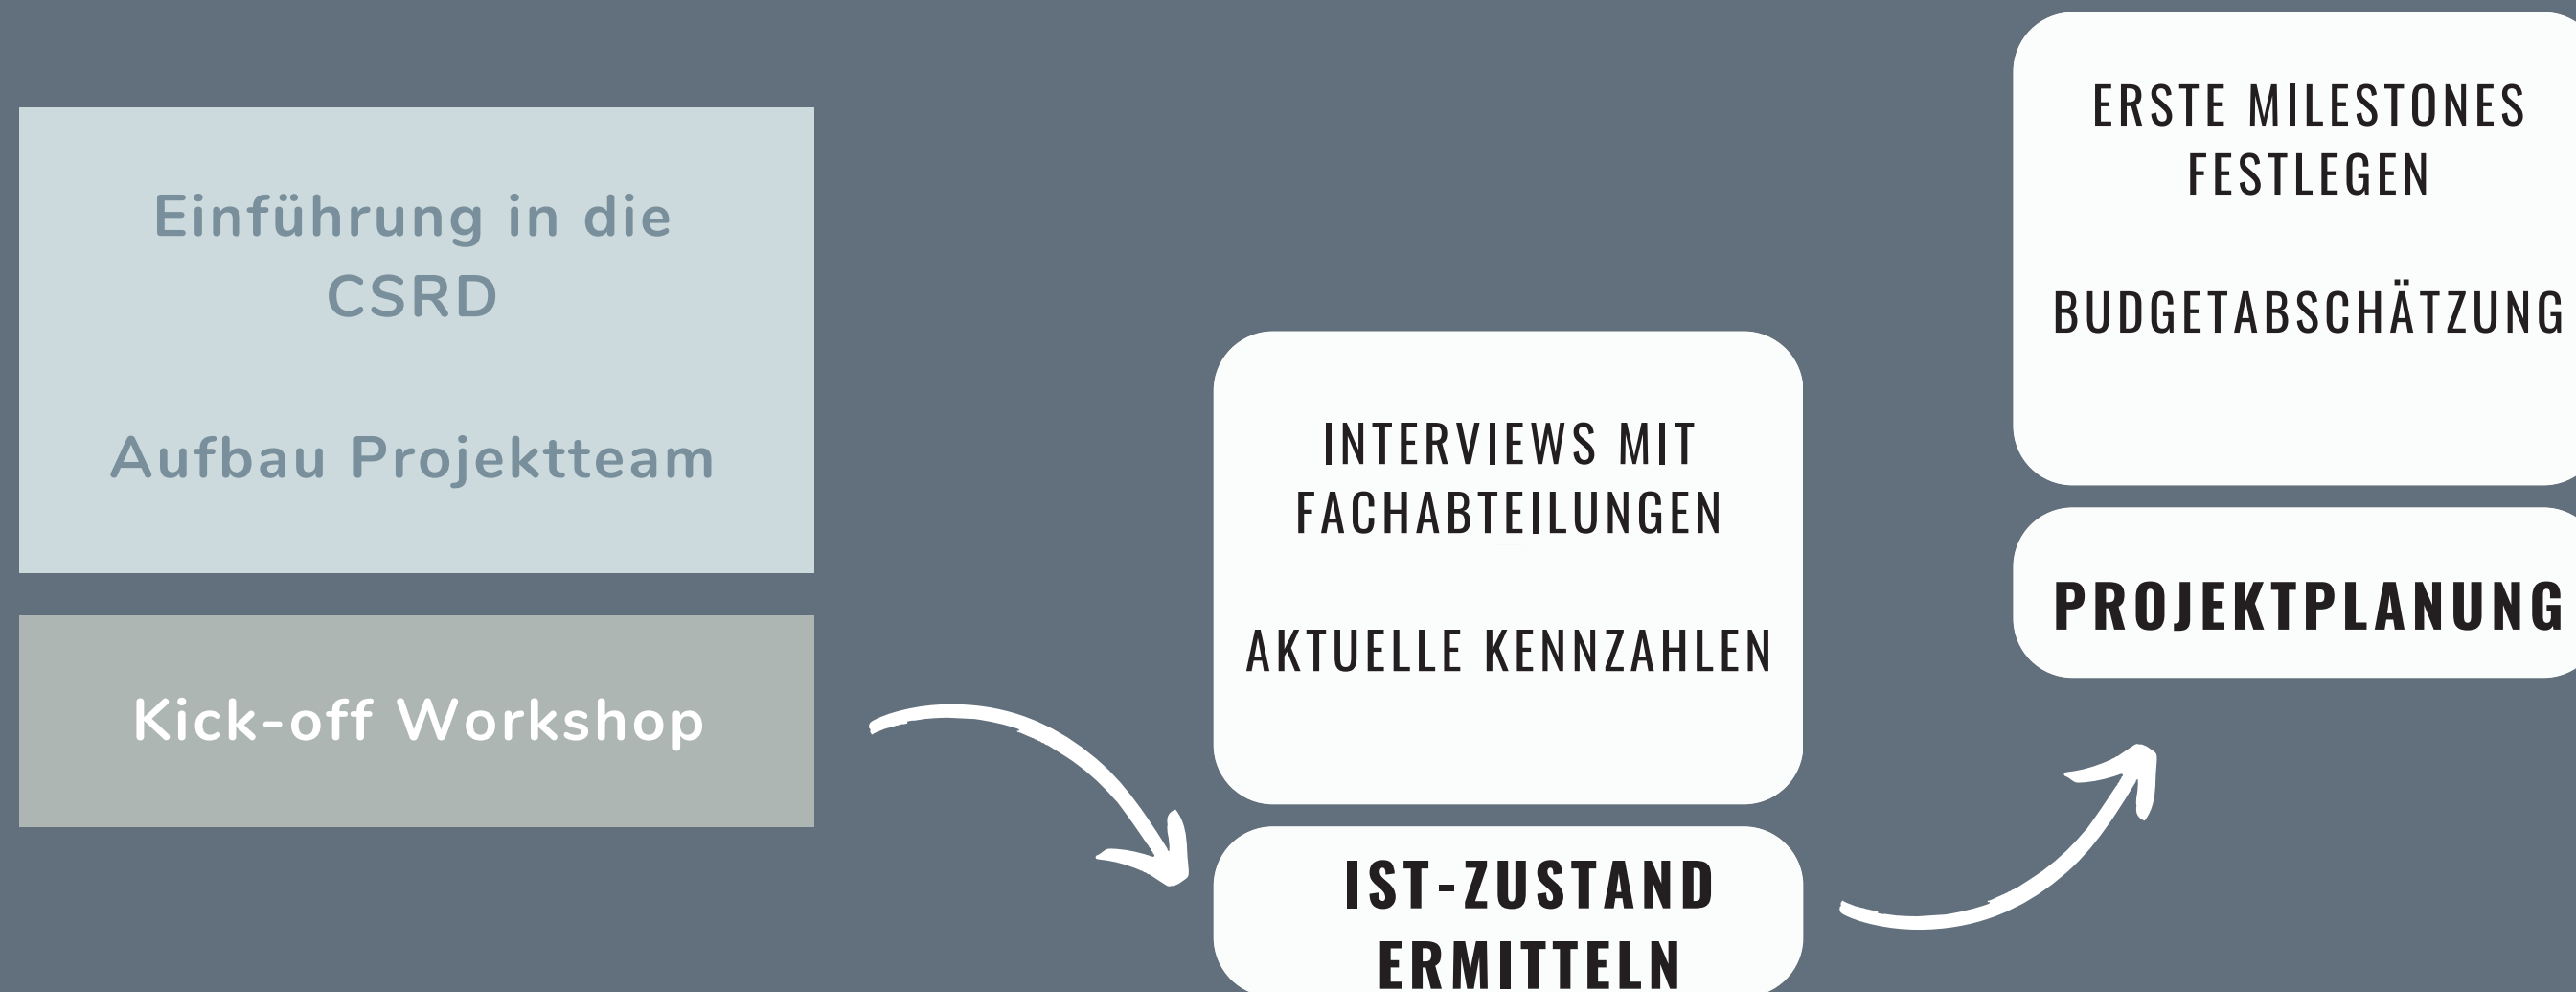 Einführung in die
CSRD
Aufbau Projektteam
Kick-off Workshop
INTERVIEWS MIT
FACHABTEILUNGEN
AKTUELLE KENNZAHLEN
IST-ZUSTAND
ERMITTELN
ERSTE MILESTONES
FESTLEGEN
BUDGETABSCHÄTZUNG
PROJEKTPLANUNG